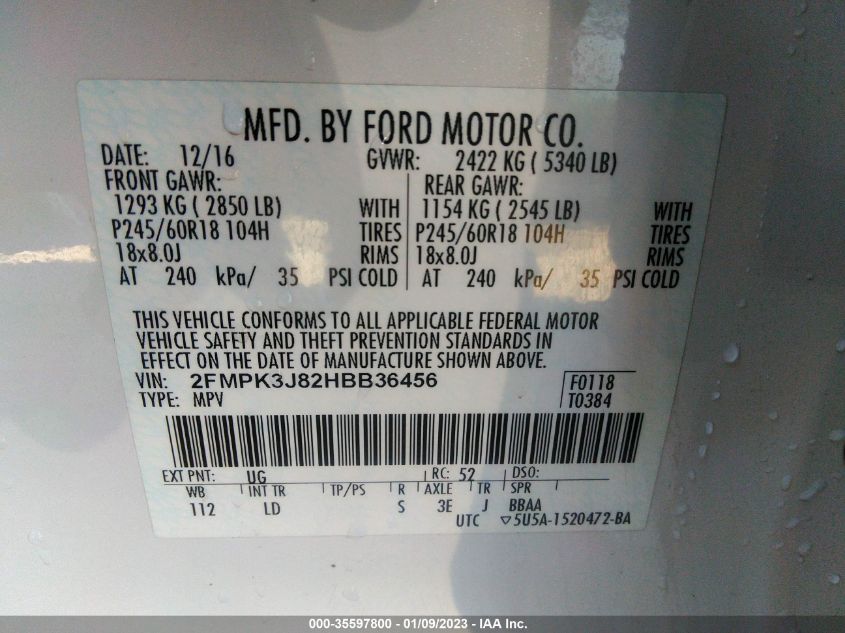 MFD. BY FORD MOTOR CO.
DATE: 12/16 GVWR: 2422 KG ( 5340 LB)
FRONT GAWR: REAR GAWR:
1293 KG ( 2850 LB) WITH 1154 KG ( 2545 LB) WITH
P245/60R18 104H TIRES P245/60R18 104H TIRES
18x8.0J RIMS 18x8.0J RIMS
AT 240 kPa/ 35 PSI COLD AT 240 kPa/ 35 PSI COLD
THIS VEHICLE CONFORMS TO ALL APPLICABLE FEDERAL MOTOR
VEHICLE SAFETY AND THEFT PREVENTION STANDARDS IN
EFFECT ON THE DATE OF MANUFACTURE SHOWN ABOVE.
VIN: 2FMPK3J82HBB36456 F0118
TYPE: MPV T0384
EXT PNT: UG RC: 52 DSO:
WB INT TR TP/PS R AXLE TR SPR
112 LD S 3E J BBAA
UTC ▽5U5A-1520472-BA
000-35597800 - 01/09/2023 - IAA Inc.